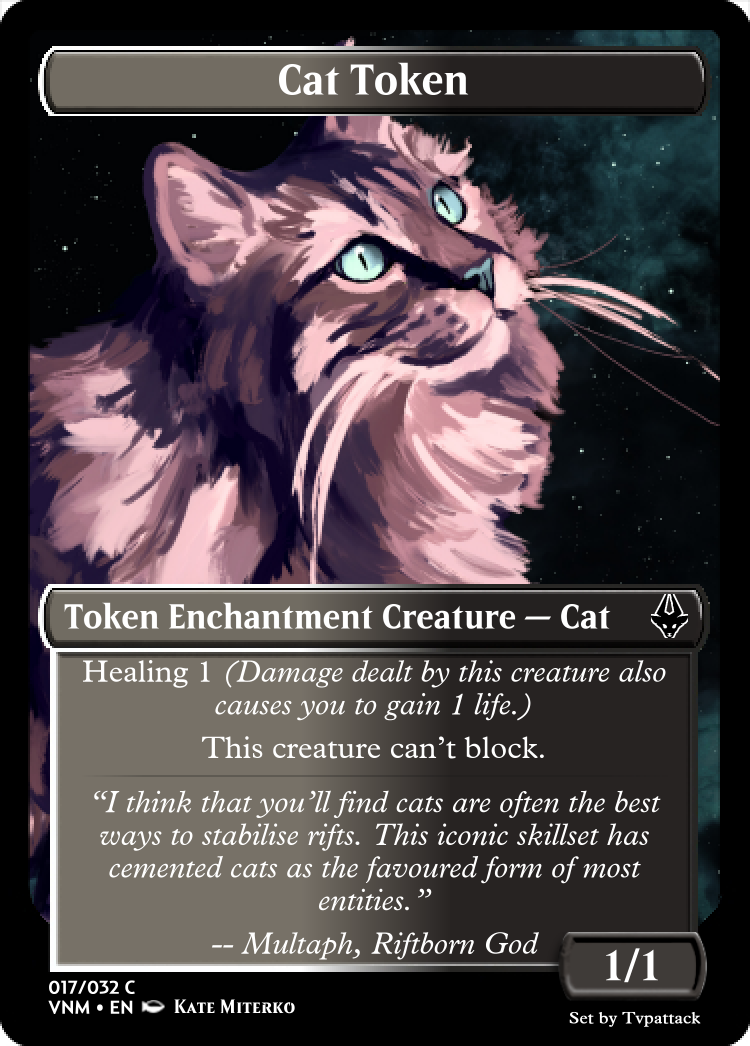 Cat Token
Token Enchantment Creature — Cat
Healing 1 (Damage dealt by this creature also
causes you to gain 1 life.)
This creature can't block.
“I think that you'll find cats are often the best
ways to stabilise rifts. This iconic skillset has
cemented cats as the favoured form of most
entities.”
-- Multaph, Riftborn God
1/1
017/032 C
VNM • EN Kate Miterko
Set by Tvpattack